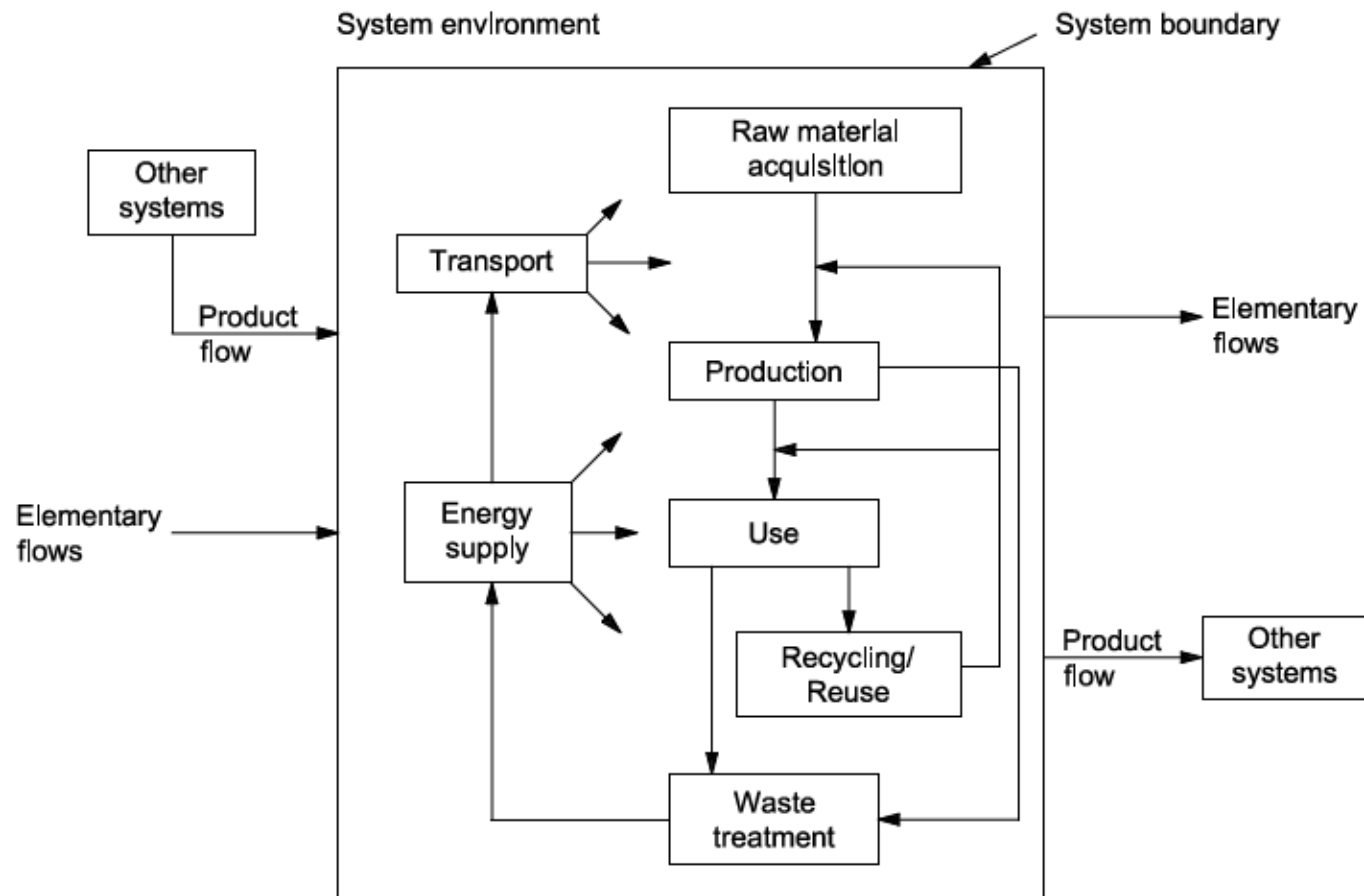 System environment
System boundary
Raw material
acquisition
Other
systems
Transport
Product
flow
Elementary
flows
Production
Energy
supply
Elementary
flows
Use
Recycling/
Reuse
Product
flow
Other
systems
Waste
treatment